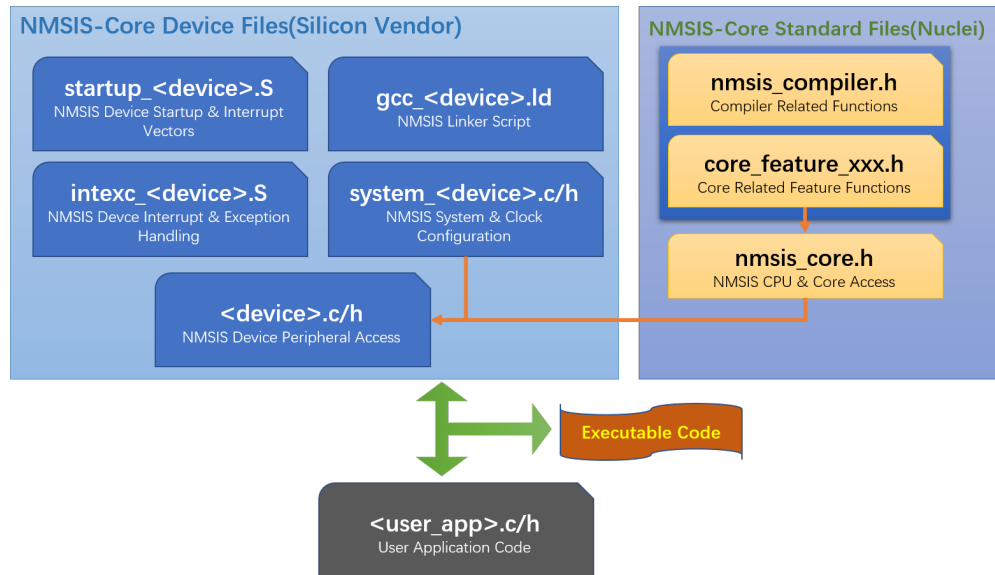 NMSIS-Core Device Files(Silicon Vendor)
startup_<device>.S
NMSIS Device Startup & Interrupt
Vectors
gcc_<device>.ld
NMSIS Linker Script
intexc_<device>.S
NMSIS Devce Interrupt & Exception
Handling
system_<device>.c/h
NMSIS System & Clock
Configuration
<device>.c/h
NMSIS Device Peripheral Access
NMSIS-Core Standard Files(Nuclei)
nmsis_compiler.h
Compiler Related Functions
core_feature_xxx.h
Core Related Feature Functions
nmsis_core.h
NMSIS CPU & Core Access
Executable Code
<user_app>.c/h
User Application Code